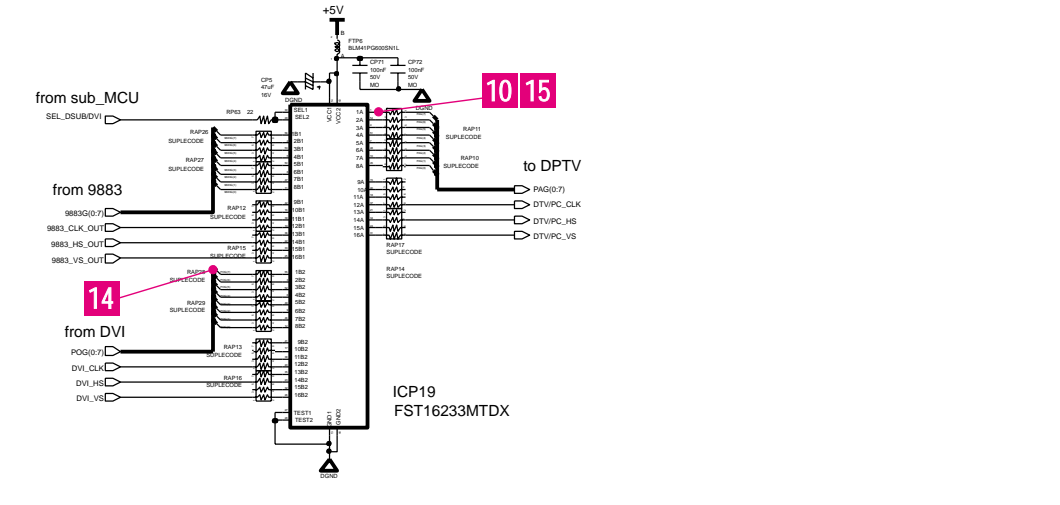 +5V
B
FTP6
BLM41PG600SN1L
A
CP71
100nF
50V
MO
CP72
100nF
50V
MO
CP5
47uF
16V
DGND
DGND
10 15
from sub_MCU
SEL_DSUB/DVI
RP63 22
SEL1
SEL2
VCC1
VCC2
1A
2A
3A
4A
5A
6A
7A
8A
9A
10A
11A
12A
13A
14A
15A
16A
RAP11
SUPLECODE
RAP10
SUPLECODE
to DPTV
PAG(0:7)
DTV/PC_CLK
DTV/PC_HS
DTV/PC_VS
RAP17
SUPLECODE
RAP14
SUPLECODE
RAP26
SUPLECODE
RAP27
SUPLECODE
1B1
2B1
3B1
4B1
5B1
6B1
7B1
8B1
from 9883
9883G(0:7)
9883_CLK_OUT
9883_HS_OUT
9883_VS_OUT
RAP12
SUPLECODE
RAP15
SUPLECODE
9B1
10B1
11B1
12B1
13B1
14B1
15B1
16B1
14
SUPLECODE
RAP29
SUPLECODE
1B2
2B2
3B2
4B2
5B2
6B2
7B2
8B2
from DVI
POG(0:7)
DVI_CLK
DVI_HS
DVI_VS
RAP13
SUPLECODE
RAP16
SUPLECODE
9B2
10B2
11B2
12B2
13B2
14B2
15B2
16B2
TEST1
TEST2
GND1
GND2
DGND
ICP19
FST16233MTDX